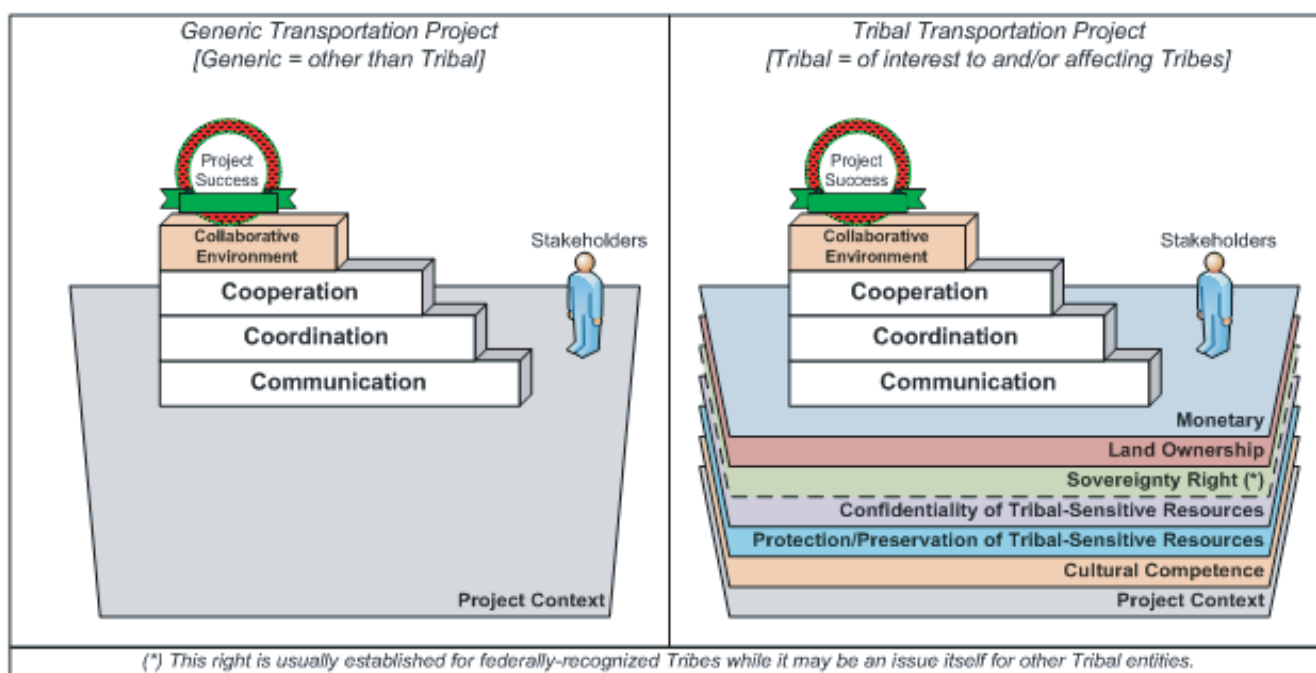 Generic Transportation Project
[Generic = other than Tribal]
Project
Success
Collaborative
Environment
Stakeholders
Cooperation
Coordination
Communication
Project Context
Tribal Transportation Project
[Tribal = of interest to and/or affecting Tribes]
Project
Success
Collaborative
Environment
Stakeholders
Cooperation
Coordination
Communication
Monetary
Land Ownership
Sovereignty Right (*)
Confidentiality of Tribal-Sensitive Resources
Protection/Preservation of Tribal-Sensitive Resources
Cultural Competence
Project Context
(*) This right is usually established for federally-recognized Tribes while it may be an issue itself for other Tribal entities.